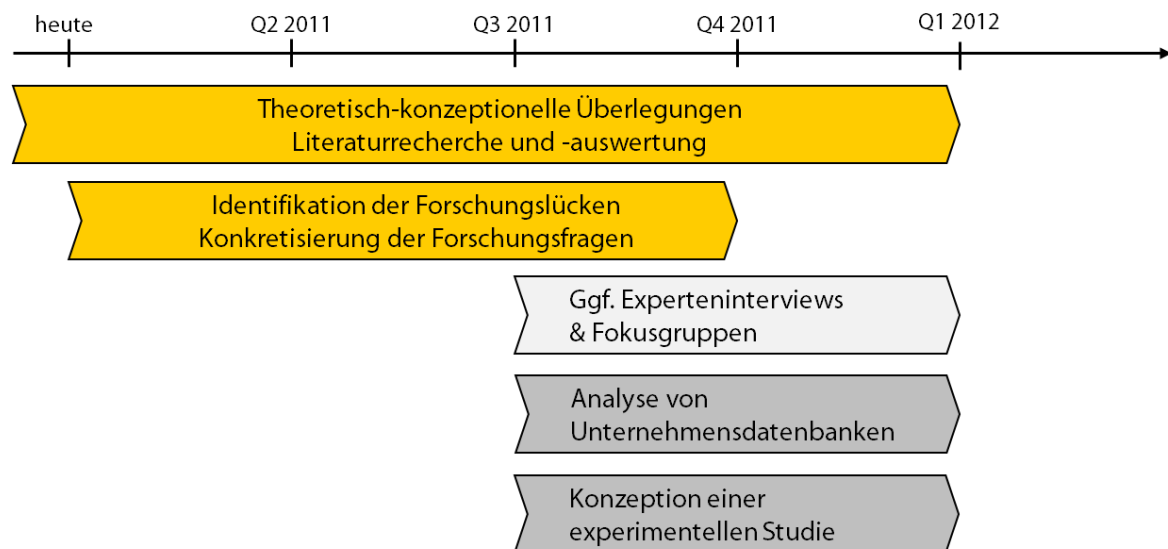 heute Q2 2011 Q3 2011 Q4 2011 Q1 2012
Theoretisch-konzeptionelle Überlegungen
Literaturrecherche und -auswertung
Identifikation der Forschungslücken
Konkretisierung der Forschungsfragen
Ggf. Experteninterviews
& Fokusgruppen
Analyse von
Unternehmensdatenbanken
Konzeption einer
experimentellen Studie